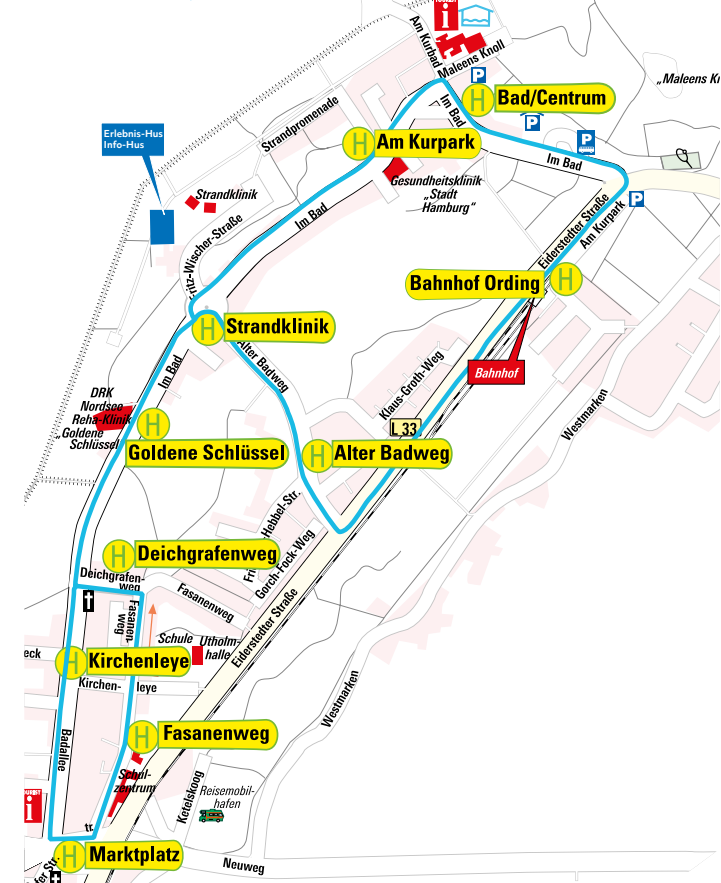 Am Kurbad
Maleens Knoll
„Maleens Kn
P
H
Bad/Centrum
Im Bad
P
Strandpromenade
Erlebnis-Hus
Info-Hus
H
Am Kurpark
Im Bad
Gesundheitsklinik
„Stadt
Hamburg“
Strandklinik
P
Im Bad
Fritz-Wischer-Straße
Eiderstedter Straße
Am Kurpark
Bahnhof Ording
H
H
Strandklinik
Alter Badweg
Im Bad
Klaus-Groth-Weg
Bahnhof
Westmarken
DRK
Nordsee
Reha-Klinik
„Goldene
Schlüssel
H
Goldene Schlüssel
L 33
H
Alter Badweg
H
Deichgrafenweg
Gorch-Fock-Weg
Deichgrafen-
weg
Fasanen-
weg
Fasanenweg
Eiderstedter Straße
Schule
Utholm-
halle
eck
H
Kirchenleye
Kirchen-
leye
Westmarken
H
Fasanenweg
Badallee
Schul-
zentrum
Ketelskoog
Reisemobil-
hafen
i
tr.
H
Marktplatz
Neuweg
fer Str.